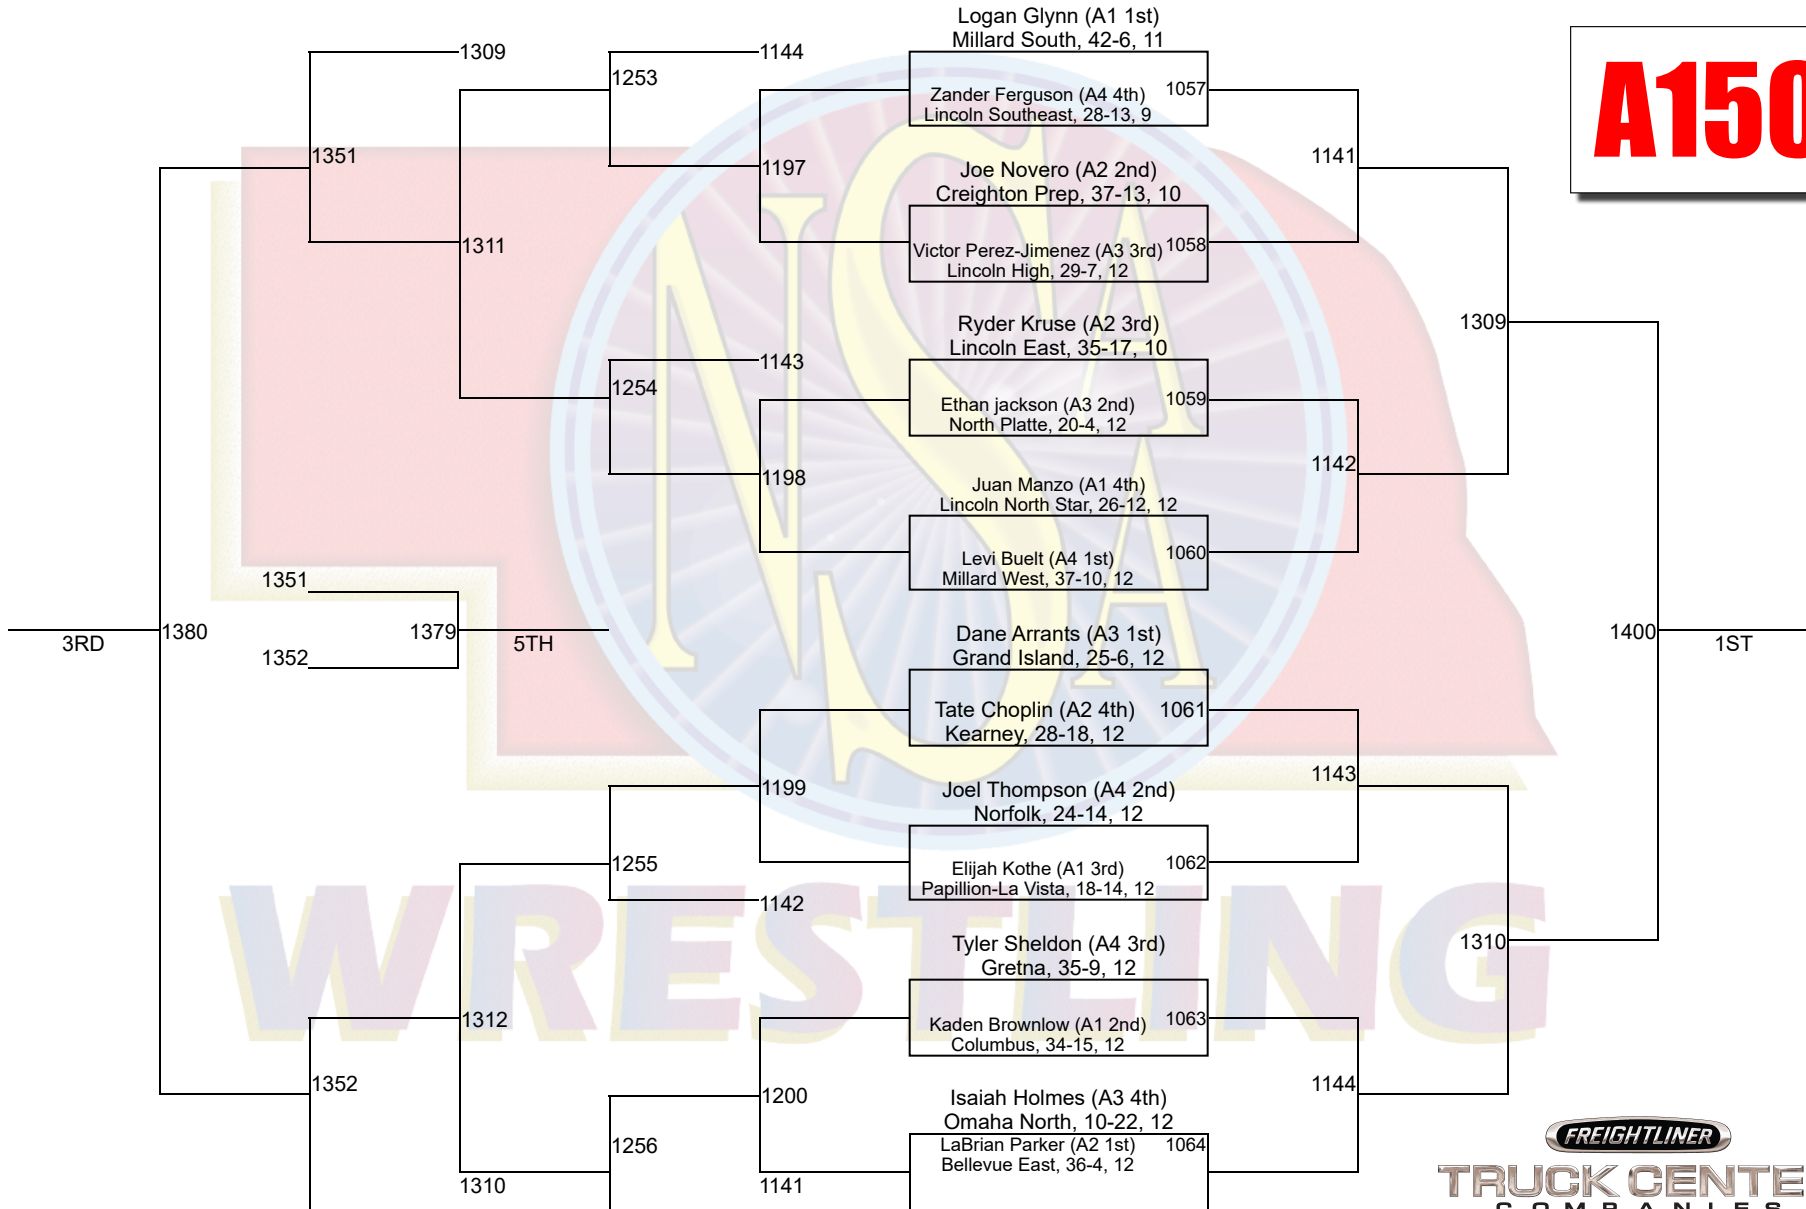 Logan Glynn (A1 1st)
Millard South, 42-6, 11
1309
1144
1253
Zander Ferguson (A4 4th)
Lincoln Southeast, 28-13, 9
1057
A150
1351
1197
Joe Novero (A2 2nd)
Creighton Prep, 37-13, 10
1141
1311
Victor Perez-Jimenez (A3 3rd)
Lincoln High, 29-7, 12
1058
Ryder Kruse (A2 3rd)
Lincoln East, 35-17, 10
1309
1143
1254
Ethan jackson (A3 2nd)
North Platte, 20-4, 12
1059
1198
Juan Manzo (A1 4th)
Lincoln North Star, 26-12, 12
1142
Levi Buelt (A4 1st)
Millard West, 37-10, 12
1060
1351
3RD
1380
1379
5TH
1352
Dane Arrants (A3 1st)
Grand Island, 25-6, 12
1400
1ST
Tate Choplin (A2 4th)
Kearney, 28-18, 12
1061
1199
Joel Thompson (A4 2nd)
Norfolk, 24-14, 12
1143
1255
Elijah Kothe (A1 3rd)
Papillion-La Vista, 18-14, 12
1062
1142
Tyler Sheldon (A4 3rd)
Gretna, 35-9, 12
1310
1312
Kaden Brownlow (A1 2nd)
Columbus, 34-15, 12
1063
1352
1200
Isaiah Holmes (A3 4th)
Omaha North, 10-22, 12
1144
1256
LaBrian Parker (A2 1st)
Bellevue East, 36-4, 12
1064
1310
1141
NSAA
WRESTLING
FREIGHTLINER
TRUCK CENTE
COMPANIES